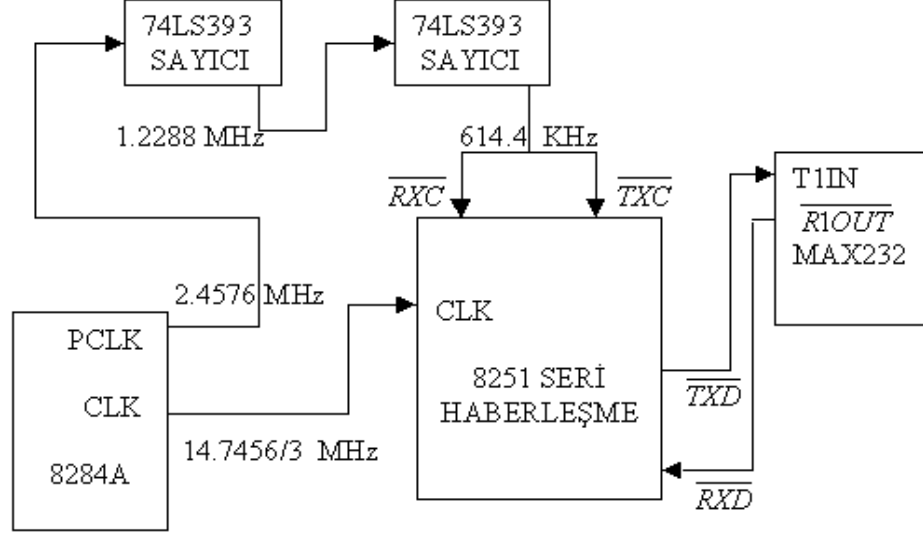 74LS393
SAYICI
74LS393
SAYICI
1.2288 MHz
614.4 KHz
RXC
TXC
T1IN
R1OUT
MAX232
2.4576 MHz
PCLK
CLK
8251 SERİ
HABERLEŞME
TXD
CLK
14.7456/3 MHz
8284A
RXD